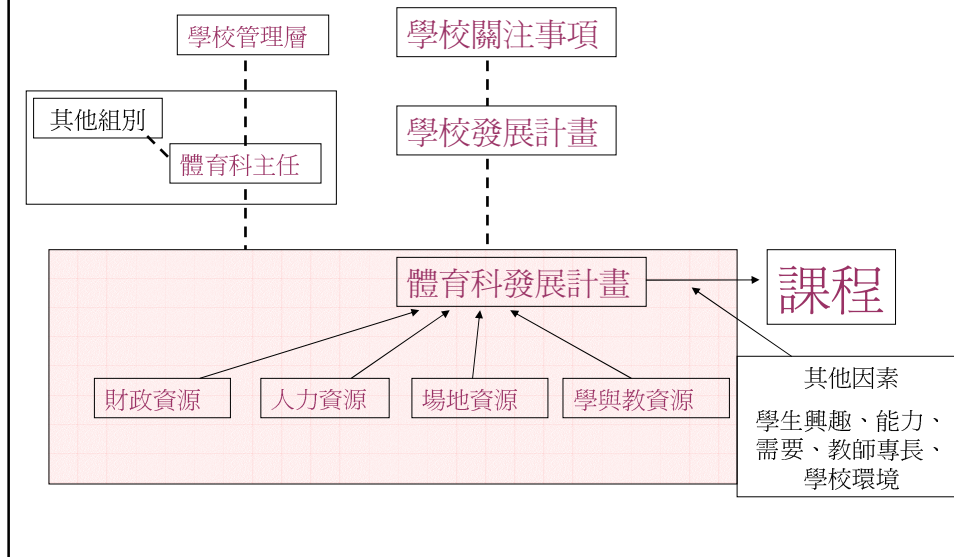 學校管理層
學校關注事項
其他組別
學校發展計畫
體育科主任
體育科發展計畫
課程
財政資源
人力資源
場地資源
學與教資源
其他因素
學生興趣、能力、
需要、教師專長、
學校環境